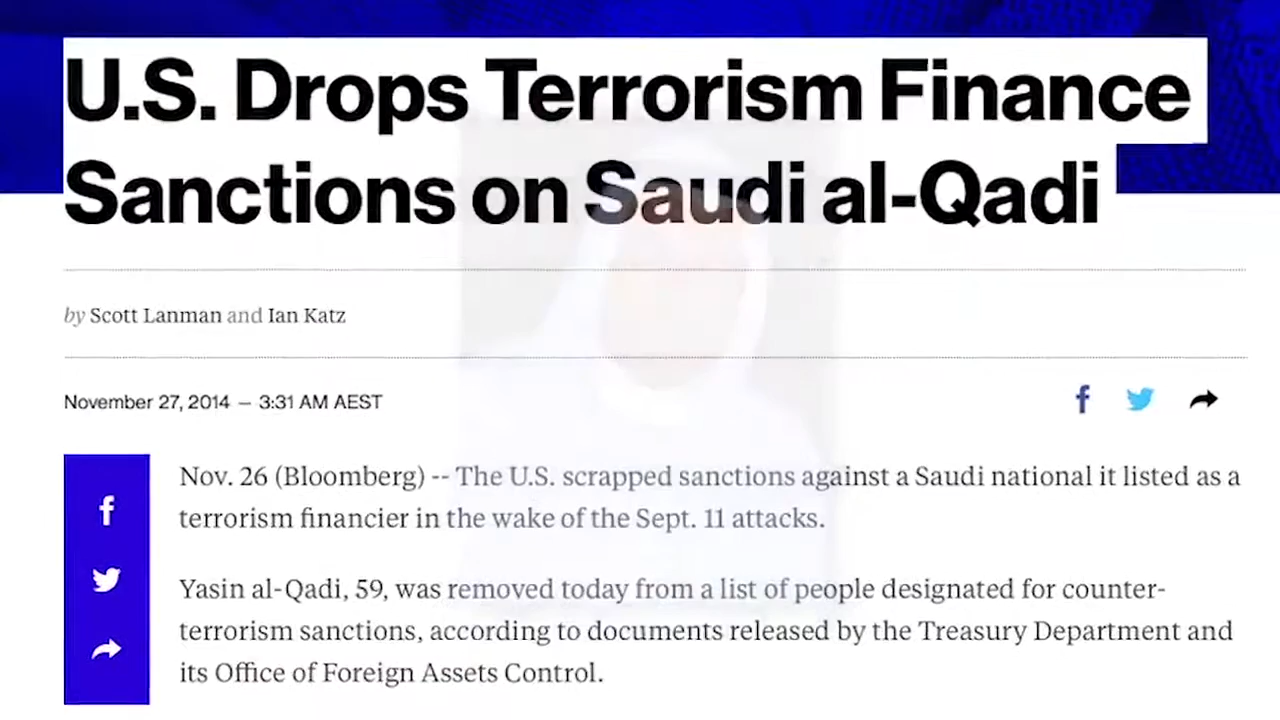 U.S. Drops Terrorism Finance
Sanctions on Saudi al-Qadi
by Scott Lanman and Ian Katz
November 27, 2014 — 3:31 AM AEST
Nov. 26 (Bloomberg) -- The U.S. scrapped sanctions against a Saudi national it listed as a
terrorism financier in the wake of the Sept. 11 attacks.
Yasin al-Qadi, 59, was removed today from a list of people designated for counter-
terrorism sanctions, according to documents released by the Treasury Department and
its Office of Foreign Assets Control.